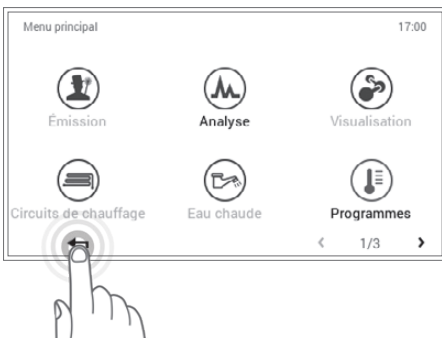 Menu principal 17:00
Émission Analyse Visualisation
Circuits de chauffage Eau chaude Programmes
1/3